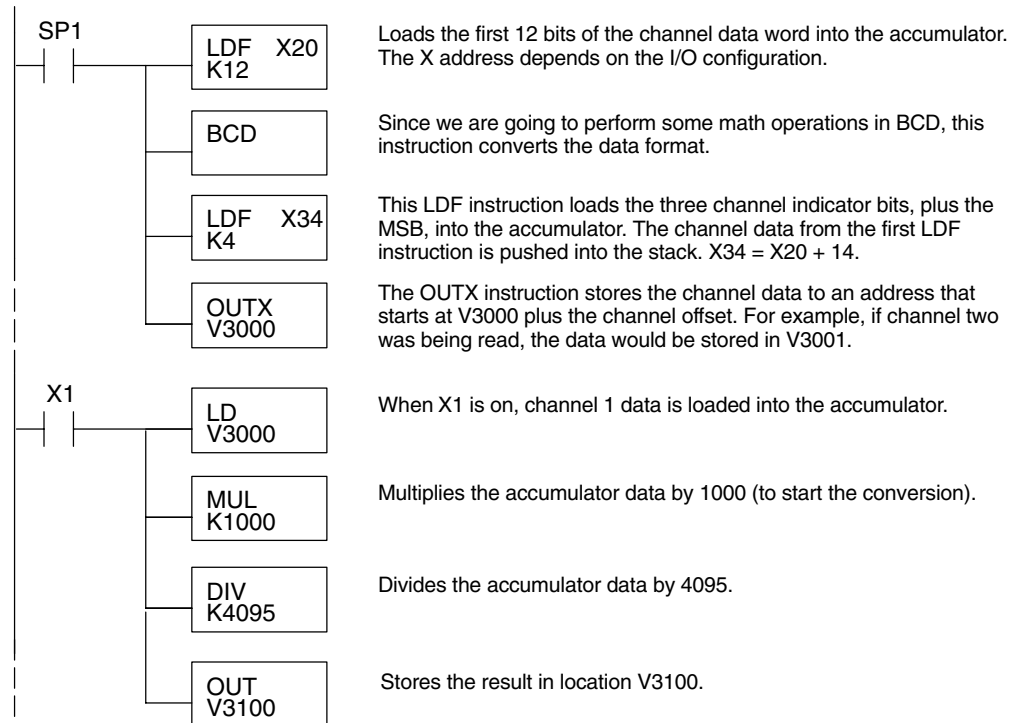 SP1
LDF X20
K12
Loads the first 12 bits of the channel data word into the accumulator.
The X address depends on the I/O configuration.
BCD
Since we are going to perform some math operations in BCD, this
instruction converts the data format.
LDF X34
K4
This LDF instruction loads the three channel indicator bits, plus the
MSB, into the accumulator. The channel data from the first LDF
instruction is pushed into the stack. X34 = X20 + 14.
OUTX
V3000
The OUTX instruction stores the channel data to an address that
starts at V3000 plus the channel offset. For example, if channel two
was being read, the data would be stored in V3001.
X1
LD
V3000
When X1 is on, channel 1 data is loaded into the accumulator.
MUL
K1000
Multiplies the accumulator data by 1000 (to start the conversion).
DIV
K4095
Divides the accumulator data by 4095.
OUT
V3100
Stores the result in location V3100.